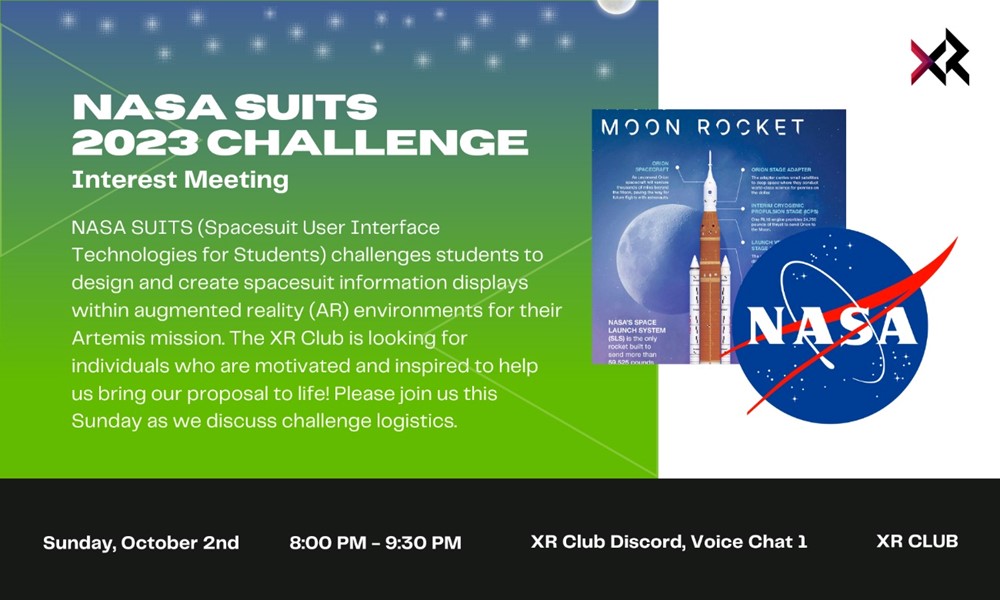 NASA SUITS
2023 CHALLENGE
Interest Meeting
NASA SUITS (Spacesuit User Interface
Technologies for Students) challenges students to
design and create spacesuit information displays
within augmented reality (AR) environments for their
Artemis mission. The XR Club is looking for
individuals who are motivated and inspired to help
us bring our proposal to life! Please join us this
Sunday as we discuss challenge logistics.
XR
MOON ROCKET
ORION
SPACECRAFT
ORION STAGE ADAPTER
INTERIM CRYOGENIC
PROPULSION STAGE (ICPS)
NASA'S SPACE
LAUNCH SYSTEM
(SLS) is the only
rocket built to
send more than
59,525 pounds
NASA
Sunday, October 2nd
8:00 PM - 9:30 PM
XR Club Discord, Voice Chat 1
XR CLUB